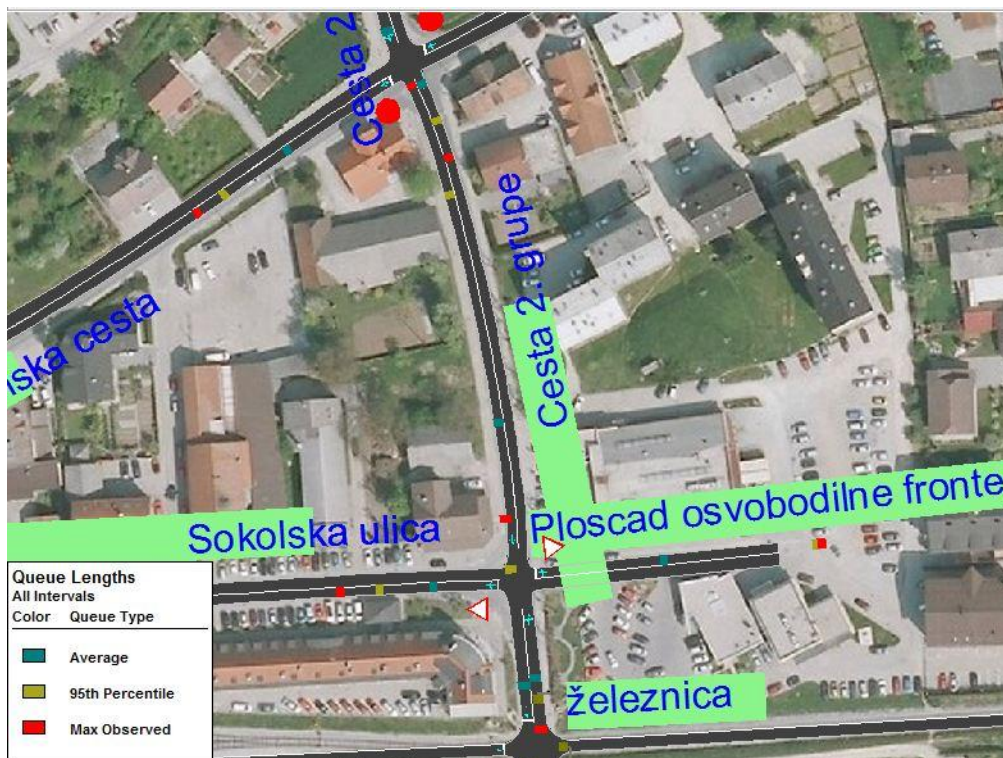 Cesta 2
Cesta 2. grupe
nska cesta
Ploscad osvobodilne fronte
Sokolska ulica
železnica
Queue Lengths
All Intervals
Color Queue Type
Average
95th Percentile
Max Observed